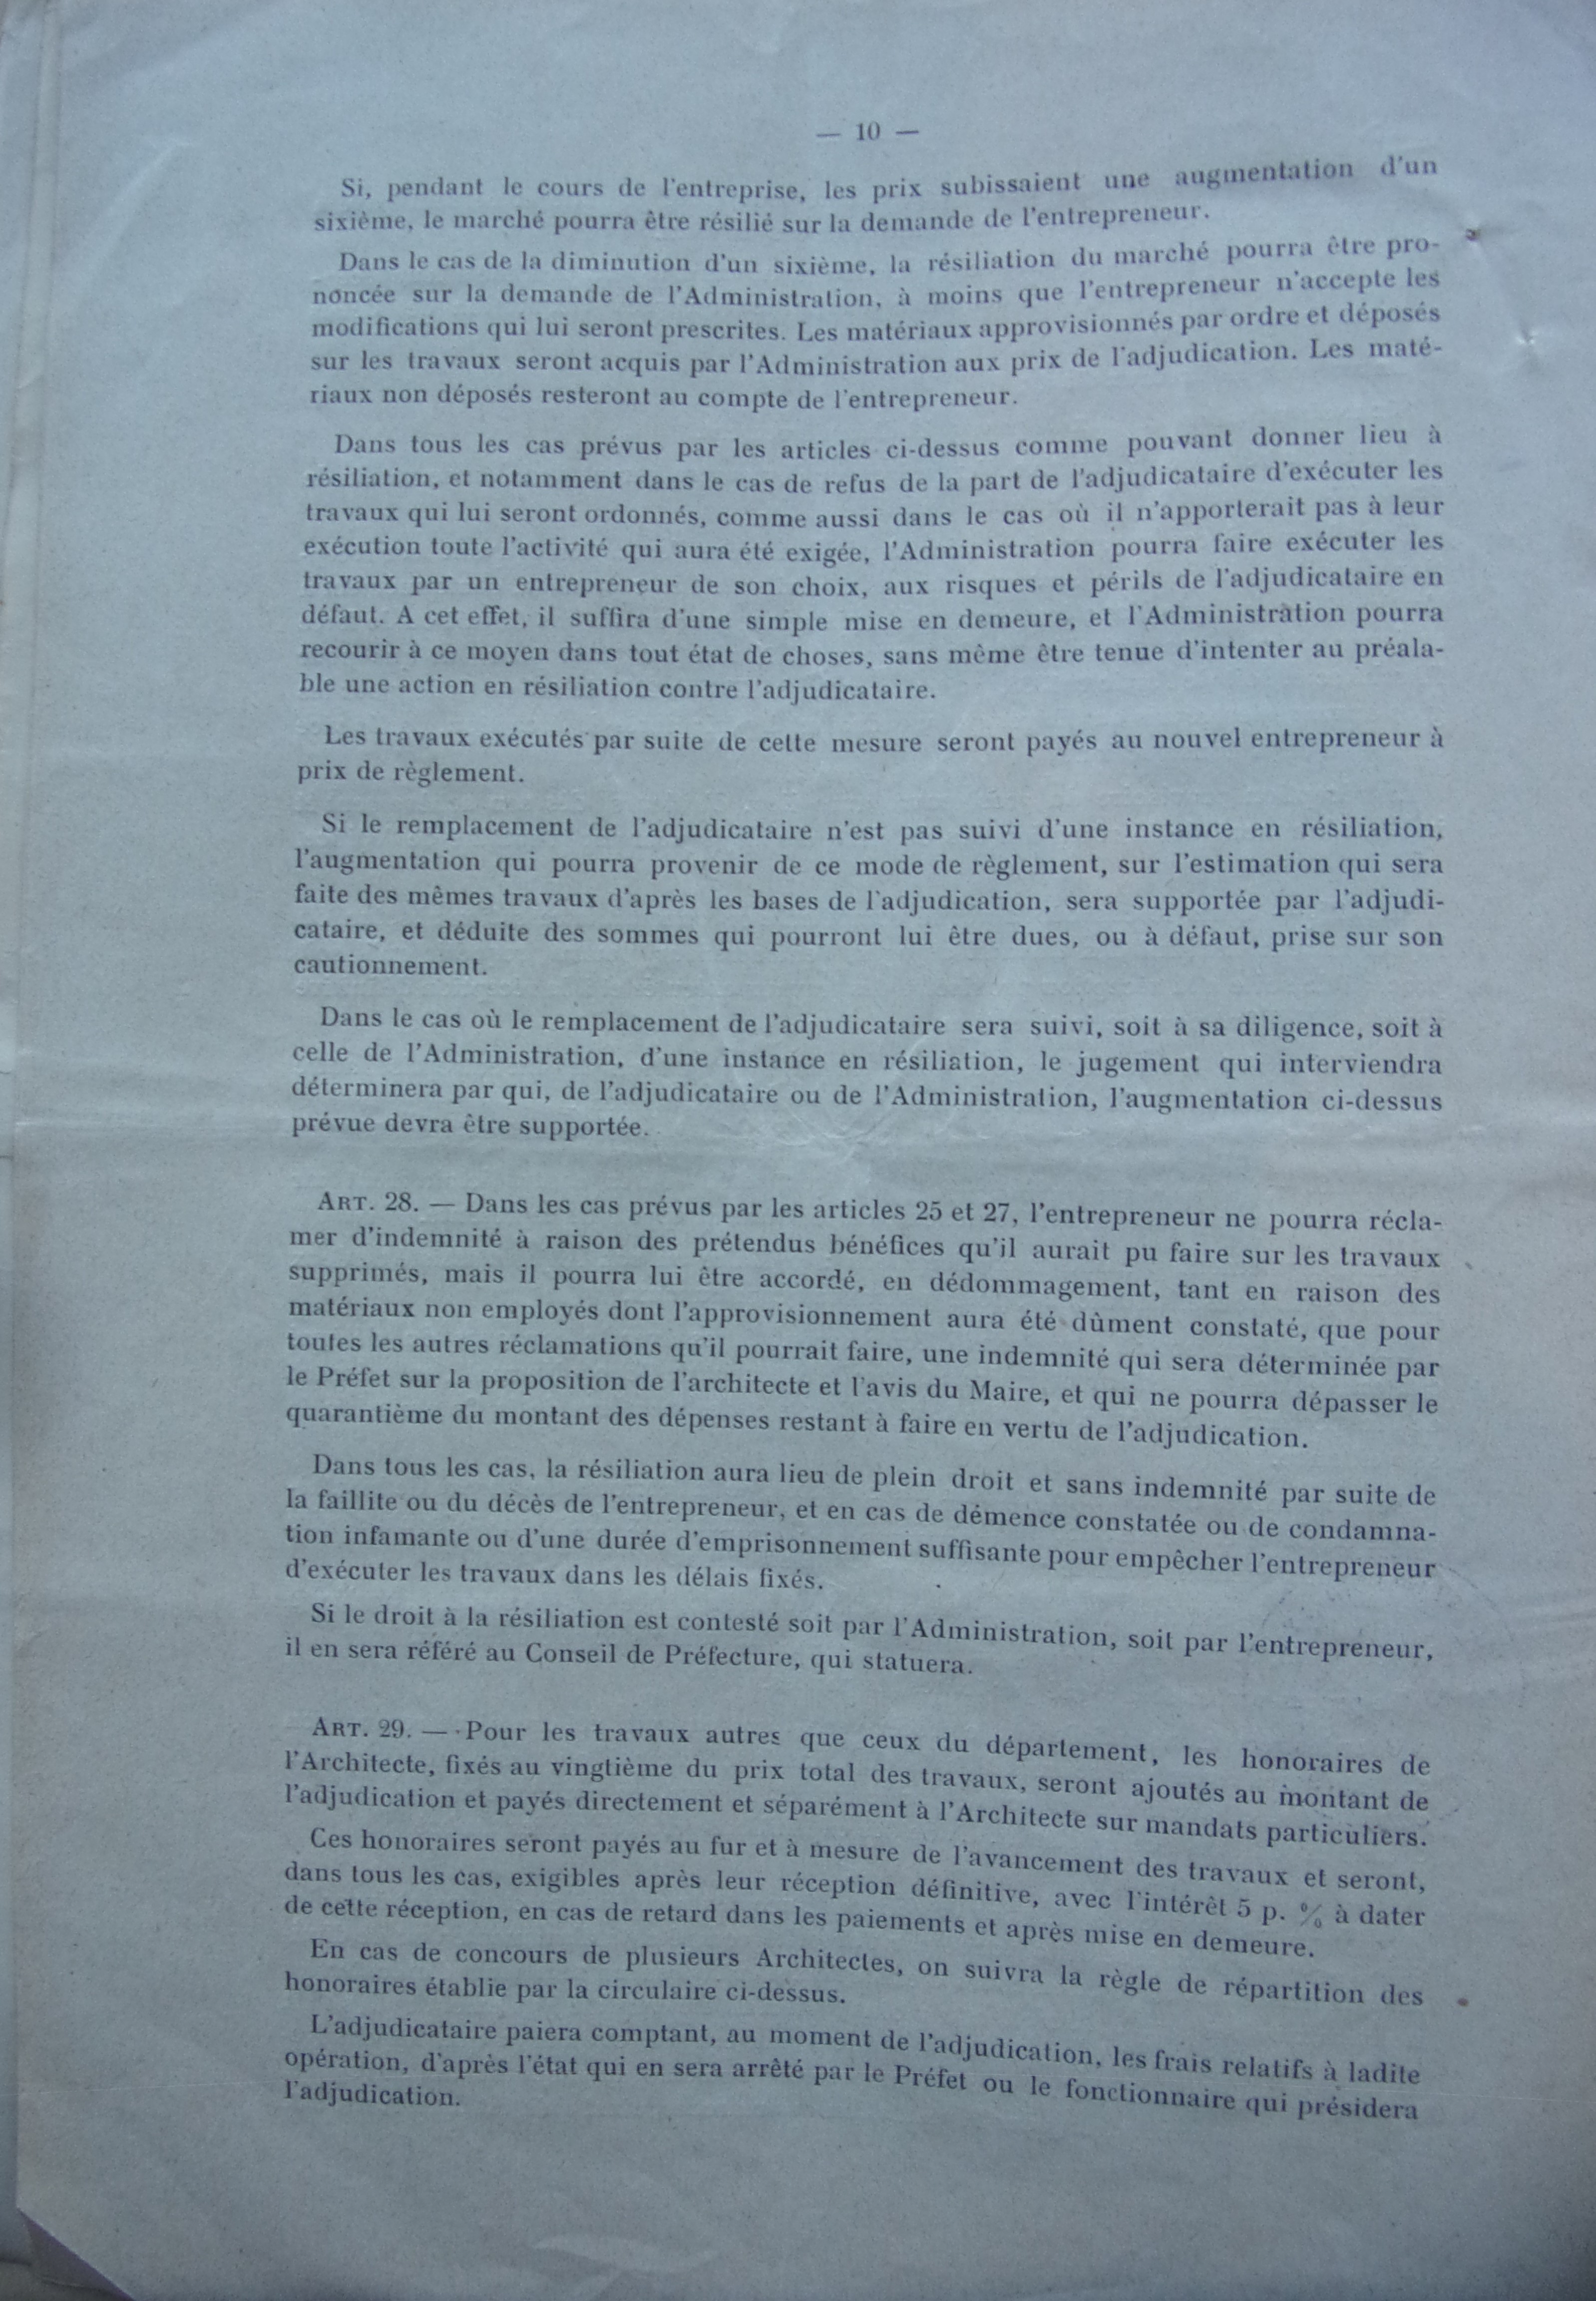 — 10 —
Si, pendant le cours de l'entreprise, les prix subissaient une augmentation d'un
sixième, le marché pourra être résilié sur la demande de l'entrepreneur.
Dans le cas de la diminution d'un sixième, la résiliation du marché pourra être pro-
noncée sur la demande de l'Administration, à moins que l'entrepreneur n'accepte les
modifications qui lui seront prescrites. Les matériaux approvisionnés par ordre et déposés
sur les travaux seront acquis par l'Administration aux prix de l'adjudication. Les maté-
riaux non déposés resteront au compte de l'entrepreneur.
Dans tous les cas prévus par les articles ci-dessus comme pouvant donner lieu à
résiliation, et notamment dans le cas de refus de la part de l'adjudicataire d'exécuter les
travaux qui lui seront ordonnés, comme aussi dans le cas où il n'apporterait pas à leur
exécution toute l'activité qui aura été exigée, l'Administration pourra faire exécuter les
travaux par un entrepreneur de son choix, aux risques et périls de l'adjudicataire en
défaut. A cet effet, il suffira d'une simple mise en demeure, et l'Administration pourra
recourir à ce moyen dans tout état de choses, sans même être tenue d'intenter au préala-
ble une action en résiliation contre l'adjudicataire.
Les travaux exécutés par suite de cette mesure seront payés au nouvel entrepreneur à
prix de règlement.
Si le remplacement de l'adjudicataire n'est pas suivi d'une instance en résiliation,
l'augmentation qui pourra provenir de ce mode de règlement, sur l'estimation qui sera
faite des mêmes travaux d'après les bases de l'adjudication, sera supportée par l'adjudi-
cataire, et déduite des sommes qui pourront lui être dues, ou à défaut, prise sur son
cautionnement.
Dans le cas où le remplacement de l'adjudicataire sera suivi, soit à sa diligence, soit à
celle de l'Administration, d'une instance en résiliation, le jugement qui interviendra
déterminera par qui, de l'adjudicataire ou de l'Administration, l'augmentation ci-dessus
prévue devra être supportée.
ART. 28. — Dans les cas prévus par les articles 25 et 27, l'entrepreneur ne pourra récla-
mer d'indemnité à raison des prétendus bénéfices qu'il aurait pu faire sur les travaux
supprimés, mais il pourra lui être accordé, en dédommagement, tant en raison des
matériaux non employés dont l'approvisionnement aura été dûment constaté, que pour
toutes les autres réclamations qu'il pourrait faire, une indemnité qui sera déterminée par
le Préfet sur la proposition de l'architecte et l'avis du Maire, et qui ne pourra dépasser le
quarantième du montant des dépenses restant à faire en vertu de l'adjudication.
Dans tous les cas, la résiliation aura lieu de plein droit et sans indemnité par suite de
la faillite ou du décès de l'entrepreneur, et en cas de démence constatée ou de condamna-
tion infamante ou d'une durée d'emprisonnement suffisante pour empêcher l'entrepreneur
d'exécuter les travaux dans les délais fixés.
Si le droit à la résiliation est contesté soit par l'Administration, soit par l'entrepreneur,
il en sera référé au Conseil de Préfecture, qui statuera.
ART. 29. — Pour les travaux autres que ceux du département, les honoraires de
l'Architecte, fixés au vingtième du prix total des travaux, seront ajoutés au montant de
l'adjudication et payés directement et séparément à l'Architecte sur mandats particuliers.
Ces honoraires seront payés au fur et à mesure de l'avancement des travaux et seront,
dans tous les cas, exigibles après leur réception définitive, avec l'intérêt 5 p. % à dater
de cette réception, en cas de retard dans les paiements et après mise en demeure.
En cas de concours de plusieurs Architectes, on suivra la règle de répartition des
honoraires établie par la circulaire ci-dessus.
L'adjudicataire paiera comptant, au moment de l'adjudication, les frais relatifs à ladite
opération, d'après l'état qui en sera arrêté par le Préfet ou le fonctionnaire qui présidera
l'adjudication.